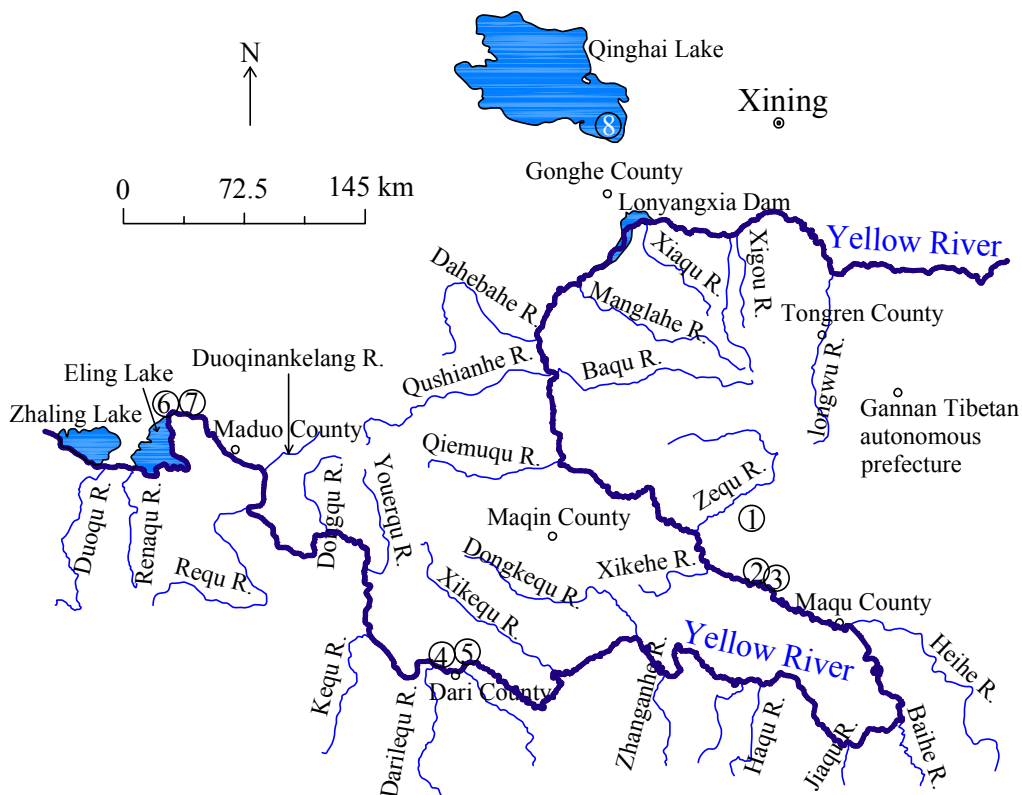 Qinghai Lake
N
Xining
⑧
0 72.5 145 km
Gonghe County
Lonyangxia Dam
Yellow River
Xiaqu R.
Xigou R.
Dahebahe R.
Manglahe R.
Tongren County
Duoqinankelang R.
Qushianhe R.
Baqu R.
longwu R.
Eling Lake
⑥ ⑦
Zhaling Lake
Maduo County
Gannan Tibetan
autonomous
prefecture
Qiemuqu R.
Youerqu R.
Zequ R.
Dongqu R.
Duoqu R.
Renaqu R.
Requ R.
Maqin County
①
Dongkequ R.
Xikehe R.
② ③
Xikequ R.
Maqu County
Heihe R.
Yellow River
④ ⑤
Dari County
Kequ R.
Darilequ R.
Zhanganhe R.
Haqu R.
Jiaqu R.
Baihe R.